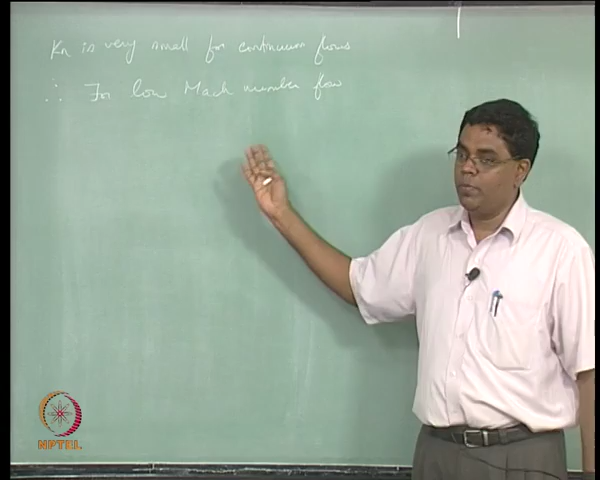 Kn is very small for continuum flows
∴ For low Mach number flow
NPTEL